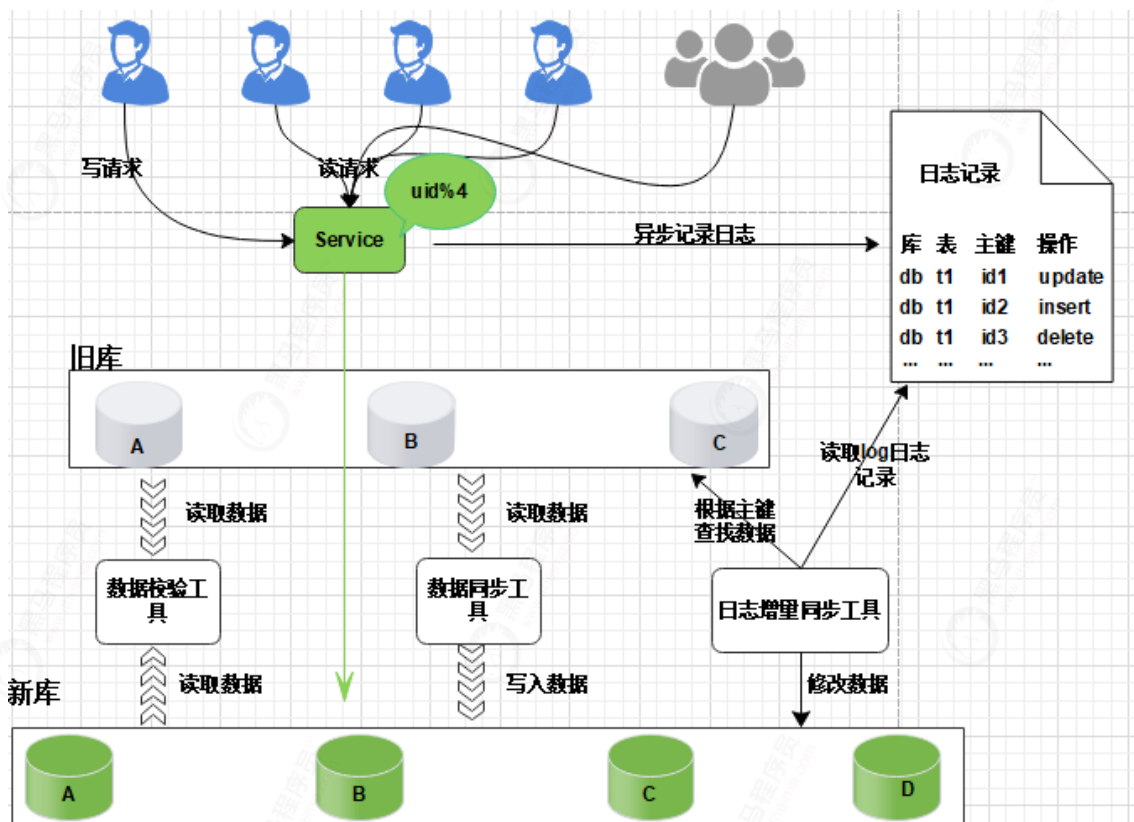 写请求
读请求
uid%4
Service
异步记录日志
日志记录
库 表 主键 操作
db t1 id1 update
db t1 id2 insert
db t1 id3 delete
... ... ... ...
旧库
A
B
C
读取log日志
记录
读取数据
读取数据
根据主键
查找数据
数据校验工
具
数据同步工
具
日志增量同步工具
读取数据
写入数据
修改数据
新库
A
B
C
D
黑马程序员